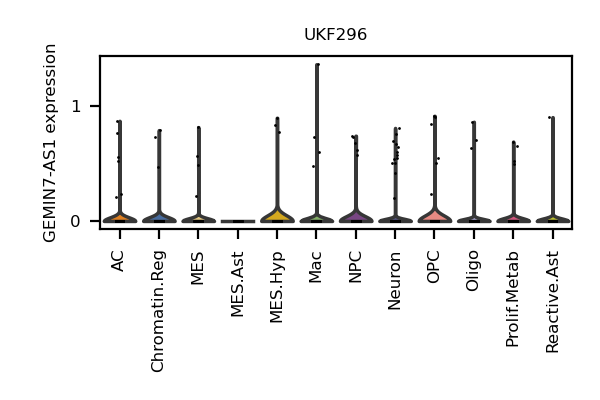 UKF296
GEMIN7-AS1 expression
1
0
AC
Chromatin.Reg
MES
MES.Ast
MES.Hyp
Mac
NPC
Neuron
OPC
Oligo
Prolif.Metab
Reactive.Ast